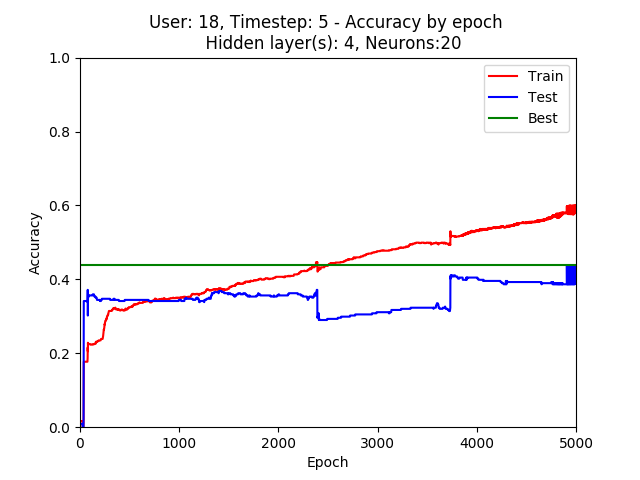 User: 18, Timestep: 5 - Accuracy by epoch
Hidden layer(s): 4, Neurons:20
1.0
0.8
0.6
0.4
0.2
0.0
Accuracy
Train
Test
Best
0 1000 2000 3000 4000 5000
Epoch